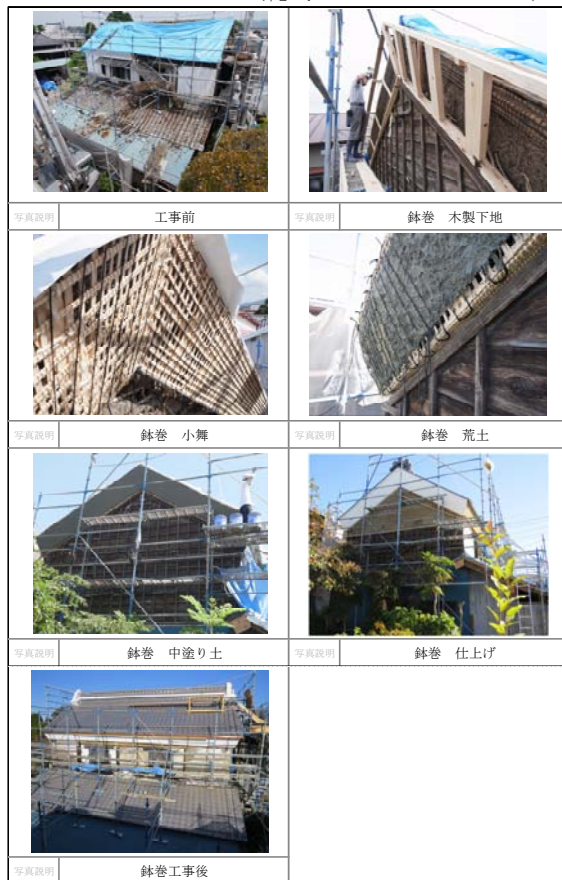 写真説明 工事前 写真説明 鉢巻 木製下地
写真説明 鉢巻 小舞 写真説明 鉢巻 荒土
写真説明 鉢巻 中塗り土 写真説明 鉢巻 仕上げ
写真説明 鉢巻工事後